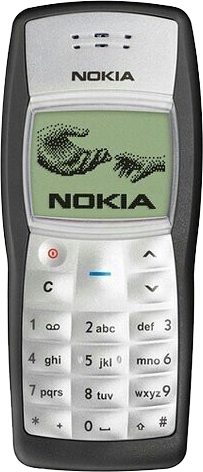 NOKIA
NOKIA
C
1 2 abc def 3
4 ghi 5 jkl mno 6
7 pqrs 8 tuv wxyz 9
* + 0 #